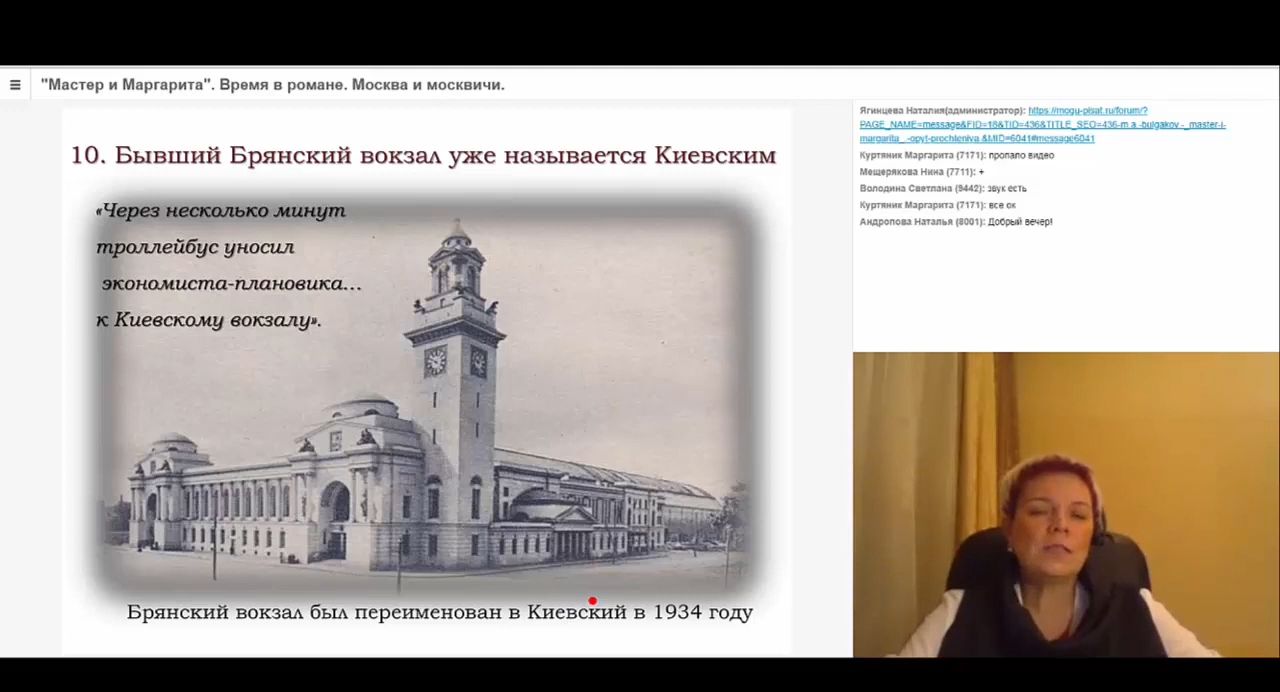 "Мастер и Маргарита". Время в романе. Москва и москвичи.
10. Бывший Брянский вокзал уже называется Киевским
«Через несколько минут
троллейбус уносил
экономиста-плановика…
к Киевскому вокзалу».
Брянский вокзал был переименован в Киевский в 1934 году
Ягинцева Наталия(администратор): https://mogu-pisat.ru/forum/?
PAGE_NAME=message&FID=18&TID=436&TITLE_SEO=436-m.a.-bulgakov.-_master-i-
margarita_.-opyt-prochteniya.&MID=6041#message6041
Куртяник Маргарита (7171): пропало видео
Мещерякова Нина (7711): +
Володина Светлана (9442): звук есть
Куртяник Маргарита (7171): все ок
Андропова Наталья (8001): Добрый вечер!